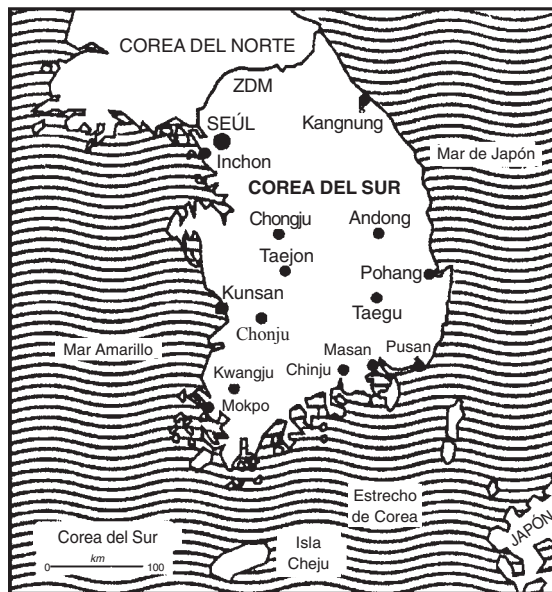 COREA DEL NORTE
ZDM
SEÚL
Kangnung
Inchon
Mar de Japón
COREA DEL SUR
Chongju
Andong
Taejon
Pohang
Kunsan
Taegu
Chonju
Mar Amarillo
Masan
Pusan
Kwangju
Chinju
Mokpo
Estrecho
de Corea
JAPÓN
Corea del Sur
km
0 100
Isla
Cheju